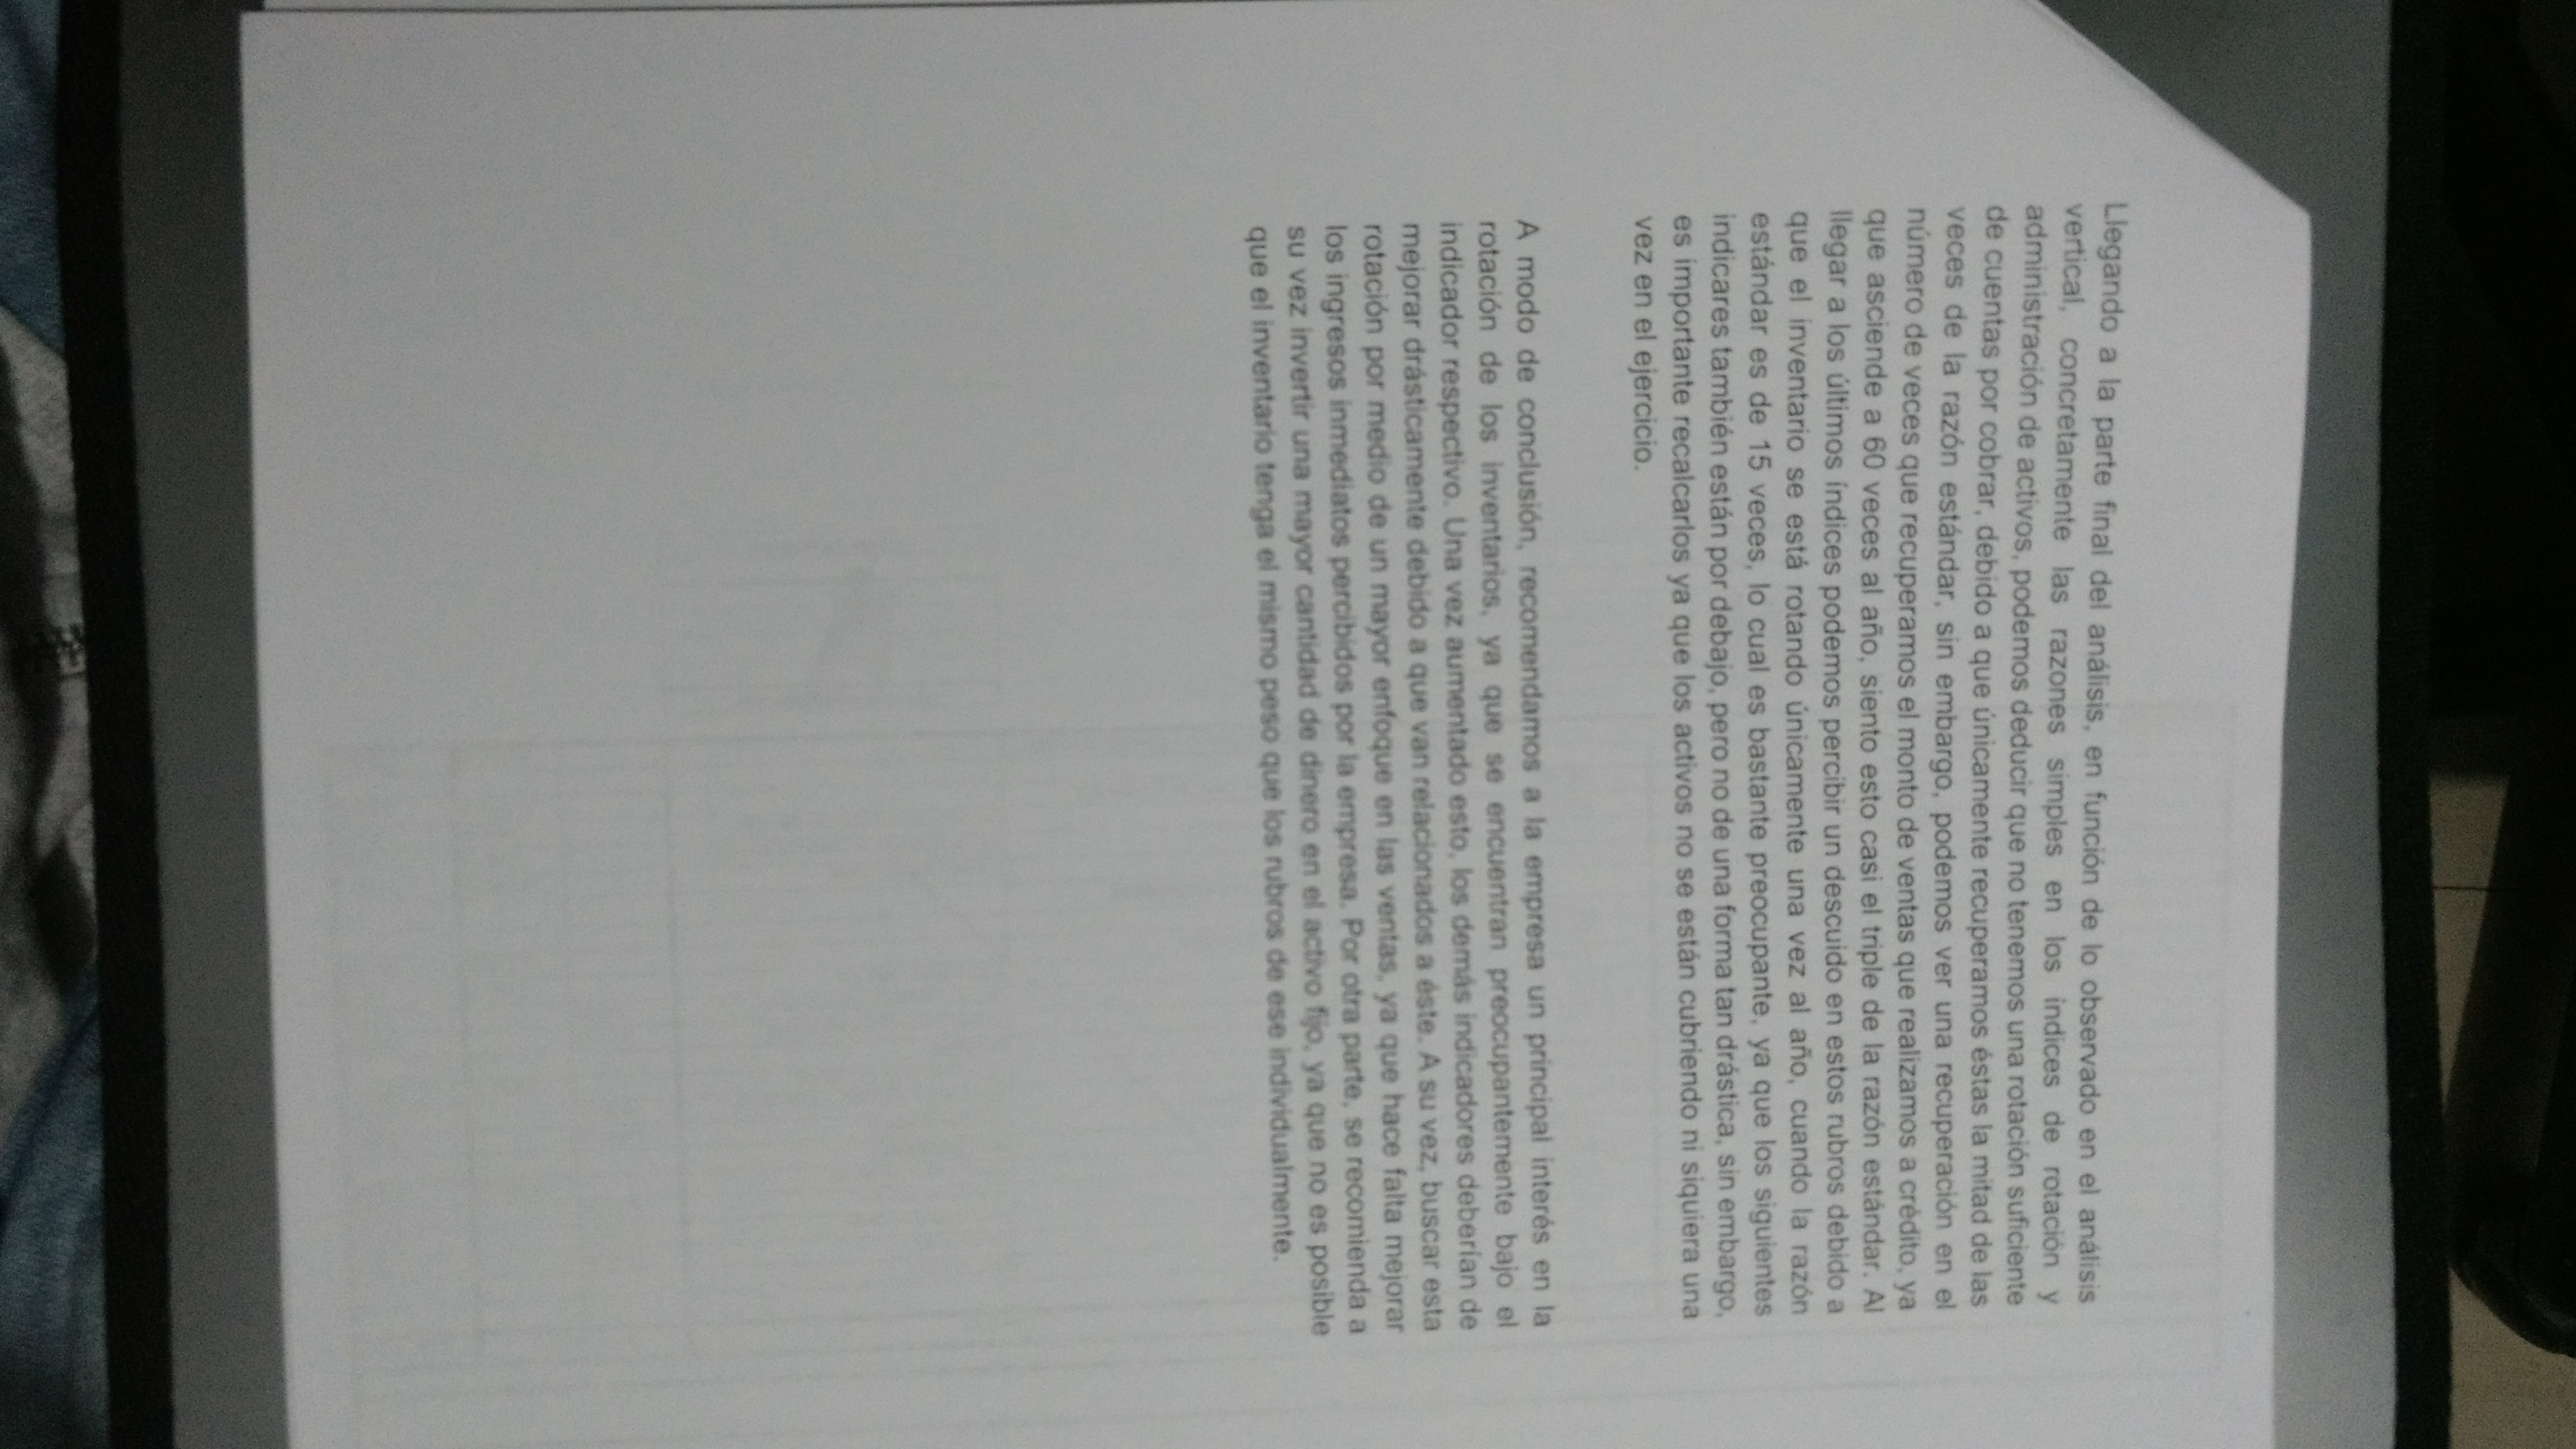 Llegando a la parte final del análisis, en función de lo observado en el análisis
vertical, concretamente las razones simples en los índices de rotación y
administración de activos, podemos deducir que no tenemos una rotación suficiente
de cuentas por cobrar, debido a que únicamente recuperamos éstas la mitad de las
veces de la razón estándar, sin embargo, podemos ver una recuperación en el
número de veces que recuperamos el monto de ventas que realizamos a crédito, ya
que asciende a 60 veces al año, siento esto casi el triple de la razón estándar. Al
llegar a los últimos índices podemos percibir un descuido en estos rubros debido a
que el inventario se está rotando únicamente una vez al año, cuando la razón
estándar es de 15 veces, lo cual es bastante preocupante, ya que los siguientes
indicares también están por debajo, pero no de una forma tan drástica, sin embargo,
es importante recalcarlos ya que los activos no se están cubriendo ni siquiera una
vez en el ejercicio.
A modo de conclusión, recomendamos a la empresa un principal interés en la
rotación de los inventarios, ya que se encuentran preocupantemente bajo el
indicador respectivo. Una vez aumentado esto, los demás indicadores deberían de
mejorar drásticamente debido a que van relacionados a éste. A su vez, buscar esta
rotación por medio de un mayor enfoque en las ventas, ya que hace falta mejorar
los ingresos inmediatos percibidos por la empresa. Por otra parte, se recomienda a
su vez invertir una mayor cantidad de dinero en el activo fijo, ya que no es posible
que el inventario tenga el mismo peso que los rubros de ese individualmente.